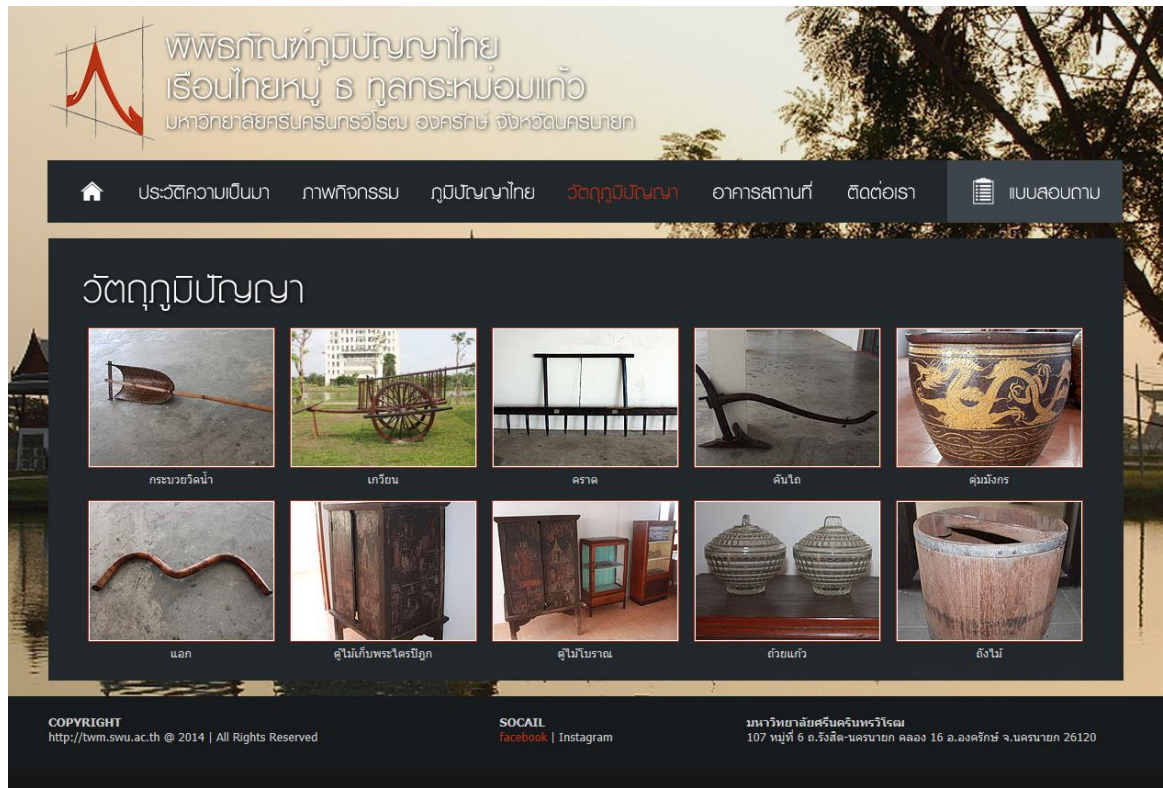 พิพิธภัณฑ์ภูมิปัญญาไทย
เรือนไทยหมู่ ธ ทูลกระหม่อมแก้ว
มหาวิทยาลัยศรีนครินทรวิโรฒ องครักษ์ จังหวัดนครนายก
ประวัติความเป็นมา ภาพกิจกรรม ภูมิปัญญาไทย วัตถุภูมิปัญญา อาคารสถานที่ ติดต่อเรา แบบสอบถาม
วัตถุภูมิปัญญา
กระบวยวิดน้ำ เกวียน คราด คันไถ ตุ่มมังกร
แอก ตู้ไม้เก็บพระไตรปิฎก ตู้ไม้โบราณ ถ้วยแก้ว ถังไม้
COPYRIGHT SOCAIL มหาวิทยาลัยศรีนครินทรวิโรฒ
http://twm.swu.ac.th @ 2014 | All Rights Reserved facebook | Instagram 107 หมู่ที่ 6 ถ.รังสิต-นครนายก คลอง 16 อ.องครักษ์ จ.นครนายก 26120